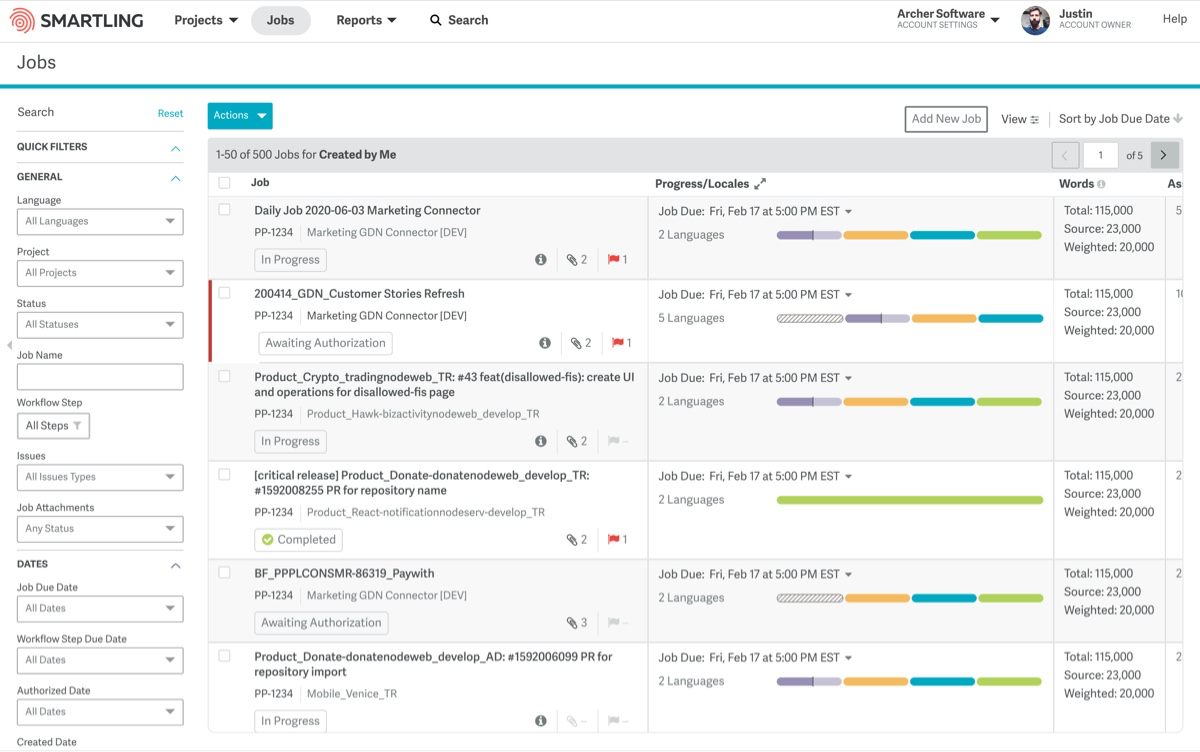 SMARTLING
Projects
Jobs
Reports
Search
Archer Software
ACCOUNT SETTINGS
Justin
ACCOUNT OWNER
Help
Jobs
Search
Reset
QUICK FILTERS
GENERAL
Language
All Languages
Project
All Projects
Status
All Statuses
Job Name
Workflow Step
All Steps
Issues
All Issues Types
Job Attachments
Any Status
DATES
Job Due Date
All Dates
Workflow Step Due Date
All Dates
Authorized Date
All Dates
Created Date
Actions
Add New Job
View
Sort by Job Due Date
1-50 of 500 Jobs for Created by Me
1
of 5
Job
Progress/Locales
Words
As
Daily Job 2020-06-03 Marketing Connector
PP-1234 Marketing GDN Connector [DEV]
In Progress
2
1
Job Due: Fri, Feb 17 at 5:00 PM EST
2 Languages
Total: 115,000
Source: 23,000
Weighted: 20,000
5
200414_GDN_Customer Stories Refresh
PP-1234 Marketing GDN Connector [DEV]
Awaiting Authorization
2
1
Job Due: Fri, Feb 17 at 5:00 PM EST
5 Languages
Total: 115,000
Source: 23,000
Weighted: 20,000
Product_Crypto_tradingnodeweb_TR: #43 feat(disallowed-fis): create UI
and operations for disallowed-fis page
PP-1234 Product_Hawk-bizactivitynodeweb_develop_TR
In Progress
2
–
Job Due: Fri, Feb 17 at 5:00 PM EST
2 Languages
Total: 115,000
Source: 23,000
Weighted: 20,000
2
[critical release] Product_Donate-donatenodeweb_develop_TR:
#1592008255 PR for repository name
PP-1234 Product_React-notificationnodeserv-develop_TR
Completed
2
1
Job Due: Fri, Feb 17 at 5:00 PM EST
2 Languages
Total: 115,000
Source: 23,000
Weighted: 20,000
2
BF_PPPLCONSMR-86319_Paywith
PP-1234 Marketing GDN Connector [DEV]
Awaiting Authorization
3
–
Job Due: Fri, Feb 17 at 5:00 PM EST
2 Languages
Total: 115,000
Source: 23,000
Weighted: 20,000
2
Product_Donate-donatenodeweb_develop_AD: #1592006099 PR for
repository import
PP-1234 Mobile_Venice_TR
In Progress
–
–
Job Due: Fri, Feb 17 at 5:00 PM EST
2 Languages
Total: 115,000
Source: 23,000
Weighted: 20,000
2